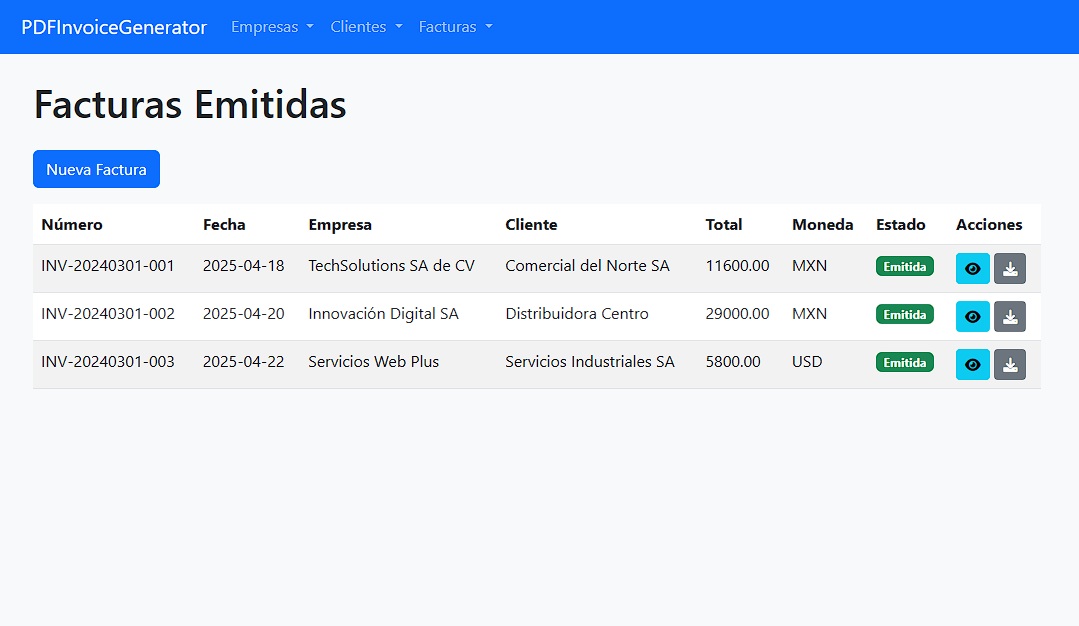 PDFInvoiceGenerator Empresas Clientes Facturas
Facturas Emitidas
Nueva Factura
Número Fecha Empresa Cliente Total Moneda Estado Acciones
INV-20240301-001 2025-04-18 TechSolutions SA de CV Comercial del Norte SA 11600.00 MXN Emitida
INV-20240301-002 2025-04-20 Innovación Digital SA Distribuidora Centro 29000.00 MXN Emitida
INV-20240301-003 2025-04-22 Servicios Web Plus Servicios Industriales SA 5800.00 USD Emitida